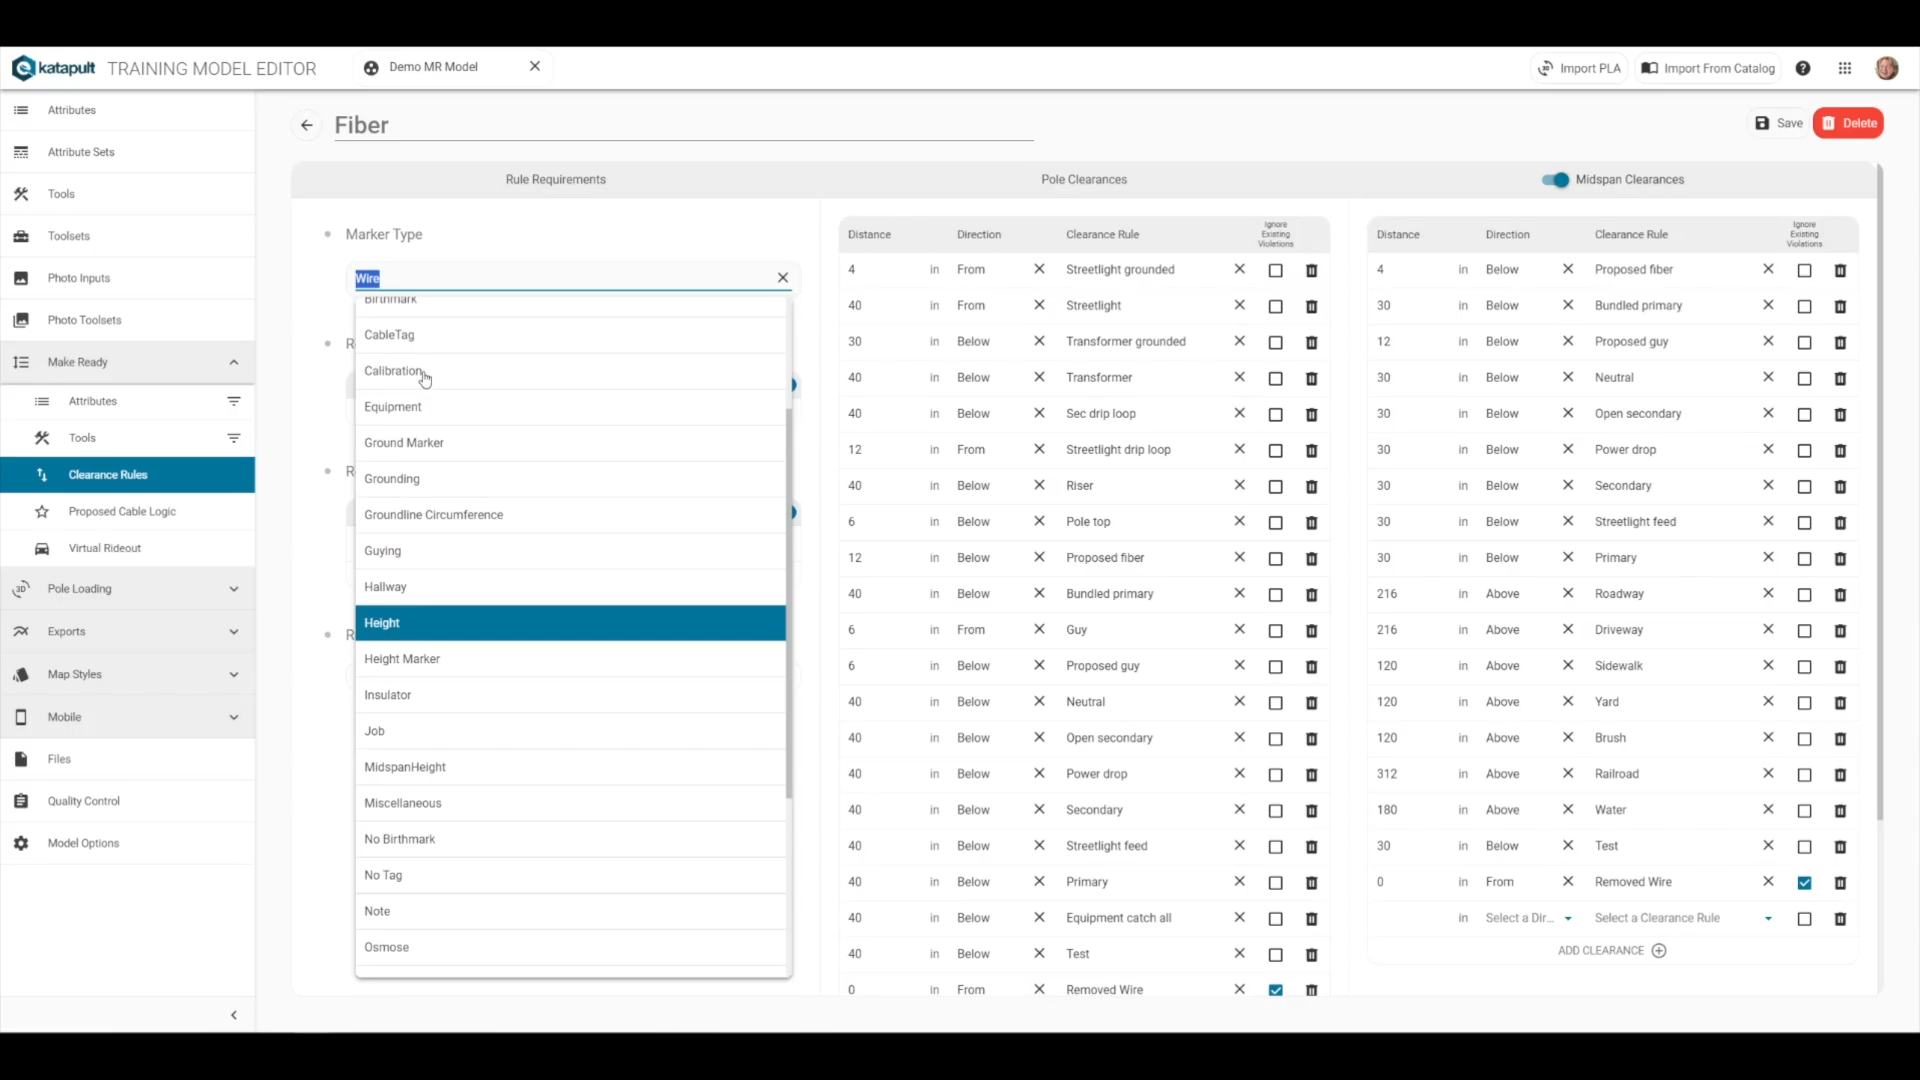 katapult TRAINING MODEL EDITOR
Demo MR Model
Import PLA
Import From Catalog
Attributes
Attribute Sets
Tools
Toolsets
Photo Inputs
Photo Toolsets
Make Ready
Attributes
Tools
Clearance Rules
Proposed Cable Logic
Virtual Rideout
3D Pole Loading
Exports
Map Styles
Mobile
Files
Quality Control
Model Options
Fiber
Save
Delete
Rule Requirements
Marker Type
Wire
Birthmark
CableTag
Calibration
Equipment
Ground Marker
Grounding
Groundline Circumference
Guying
Hallway
Height
Height Marker
Insulator
Job
MidspanHeight
Miscellaneous
No Birthmark
No Tag
Note
Osmose
Pole Clearances
Distance Direction Clearance Rule Ignore Existing Violations
4 in From Streetlight grounded
40 in From Streetlight
30 in Below Transformer grounded
40 in Below Transformer
40 in Below Sec drip loop
12 in From Streetlight drip loop
40 in Below Riser
6 in Below Pole top
12 in Below Proposed fiber
40 in Below Bundled primary
6 in From Guy
6 in Below Proposed guy
40 in Below Neutral
40 in Below Open secondary
40 in Below Power drop
40 in Below Secondary
40 in Below Streetlight feed
40 in Below Primary
40 in Below Equipment catch all
40 in Below Test
0 in From Removed Wire
Midspan Clearances
Distance Direction Clearance Rule Ignore Existing Violations
4 in Below Proposed fiber
30 in Below Bundled primary
12 in Below Proposed guy
30 in Below Neutral
30 in Below Open secondary
30 in Below Power drop
30 in Below Secondary
30 in Below Streetlight feed
30 in Below Primary
216 in Above Roadway
216 in Above Driveway
120 in Above Sidewalk
120 in Above Yard
120 in Above Brush
312 in Above Railroad
180 in Above Water
30 in Below Test
0 in From Removed Wire
in Select a Dir... Select a Clearance Rule
ADD CLEARANCE